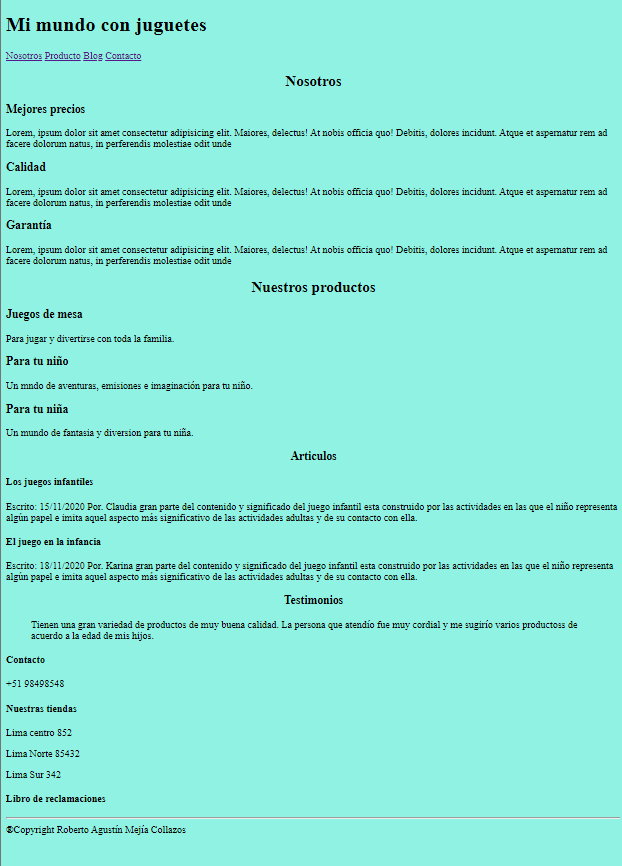 Mi mundo con juguetes
Nosotros Producto Blog Contacto
Nosotros
Mejores precios
Lorem, ipsum dolor sit amet consectetur adipisicing elit. Maiores, delectus! At nobis officia quo! Debitis, dolores incidunt. Atque et aspernatur rem ad
facere dolorum natus, in perferendis molestiae odit unde
Calidad
Lorem, ipsum dolor sit amet consectetur adipisicing elit. Maiores, delectus! At nobis officia quo! Debitis, dolores incidunt. Atque et aspernatur rem ad
facere dolorum natus, in perferendis molestiae odit unde
Garantía
Lorem, ipsum dolor sit amet consectetur adipisicing elit. Maiores, delectus! At nobis officia quo! Debitis, dolores incidunt. Atque et aspernatur rem ad
facere dolorum natus, in perferendis molestiae odit unde
Nuestros productos
Juegos de mesa
Para jugar y divertirse con toda la familia.
Para tu niño
Un mndo de aventuras, emisiones e imaginación para tu niño.
Para tu niña
Un mundo de fantasia y diversion para tu niña.
Articulos
Los juegos infantiles
Escrito: 15/11/2020 Por. Claudia gran parte del contenido y significado del juego infantil esta construido por las actividades en las que el niño representa
algún papel e imita aquel aspecto más significativo de las actividades adultas y de su contacto con ella.
El juego en la infancia
Escrito: 18/11/2020 Por. Karina gran parte del contenido y significado del juego infantil esta construido por las actividades en las que el niño representa
algún papel e imita aquel aspecto más significativo de las actividades adultas y de su contacto con ella.
Testimonios
Tienen una gran variedad de productos de muy buena calidad. La persona que atendío fue muy cordial y me sugirío varios productoss de
acuerdo a la edad de mis hijos.
Contacto
+51 98498548
Nuestras tiendas
Lima centro 852
Lima Norte 85432
Lima Sur 342
Libro de reclamaciones
®Copyright Roberto Agustín Mejía Collazos